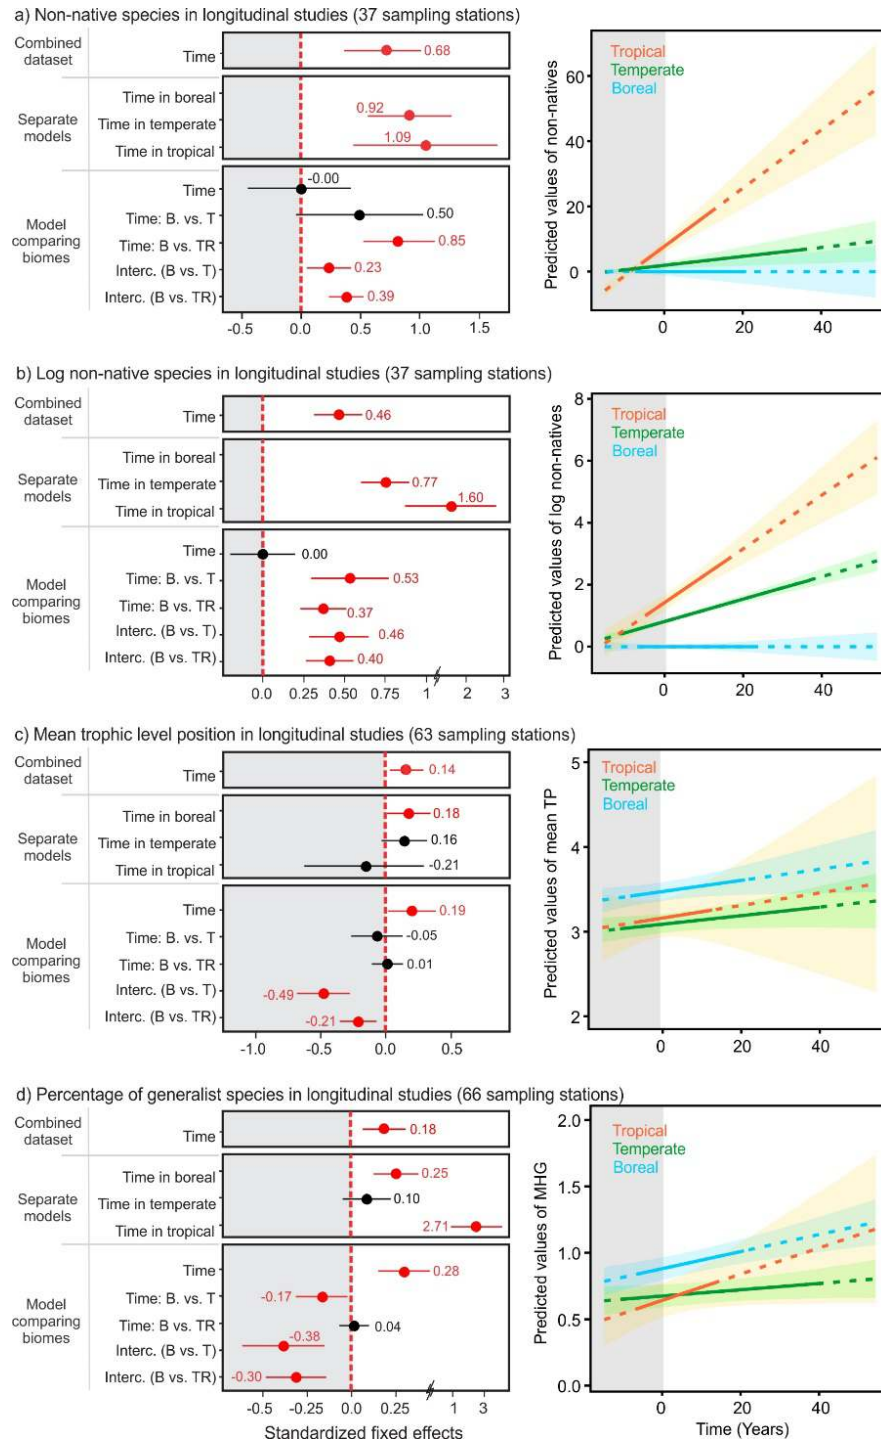 a) Non-native species in longitudinal studies (37 sampling stations)
Combined
dataset
Time
0.68
Separate
models
Time in boreal
Time in temperate
0.92
Time in tropical
1.09
Model
comparing
biomes
Time
-0.00
Time: B. vs. T
0.50
Time: B vs. TR
0.85
Interc. (B vs. T)
0.23
Interc. (B vs. TR)
0.39
-0.5 0.0 0.5 1.0 1.5
Predicted values of non-natives
Tropical
Temperate
Boreal
60
40
20
0
0 20 40
b) Log non-native species in longitudinal studies (37 sampling stations)
Combined
dataset
Time
0.46
Separate
models
Time in boreal
Time in temperate
0.77
Time in tropical
1.60
Model
comparing
biomes
Time
0.00
Time: B. vs. T
0.53
Time: B vs. TR
0.37
Interc. (B vs. T)
0.46
Interc. (B vs. TR)
0.40
0.0 0.25 0.50 0.75 1 2 3
Predicted values of log non-natives
Tropical
Temperate
Boreal
8
6
4
2
0
0 20 40
c) Mean trophic level position in longitudinal studies (63 sampling stations)
Combined
dataset
Time
0.14
Separate
models
Time in boreal
0.18
Time in temperate
0.16
Time in tropical
-0.21
Model
comparing
biomes
Time
0.19
Time: B. vs. T
-0.05
Time: B vs. TR
0.01
Interc. (B vs. T)
-0.49
Interc. (B vs. TR)
-0.21
-1.0 -0.5 0.0 0.5
Predicted values of mean TP
Tropical
Temperate
Boreal
5
4
3
2
0 20 40
d) Percentage of generalist species in longitudinal studies (66 sampling stations)
Combined
dataset
Time
0.18
Separate
models
Time in boreal
0.25
Time in temperate
0.10
Time in tropical
2.71
Model
comparing
biomes
Time
0.28
Time: B. vs. T
-0.17
Time: B vs. TR
0.04
Interc. (B vs. T)
-0.38
Interc. (B vs. TR)
-0.30
-0.5 -0.25 0.0 0.25 1 3
Standardized fixed effects
Predicted values of MHG
Tropical
Temperate
Boreal
2.0
1.5
1.0
0.5
0.0
0 20 40
Time (Years)